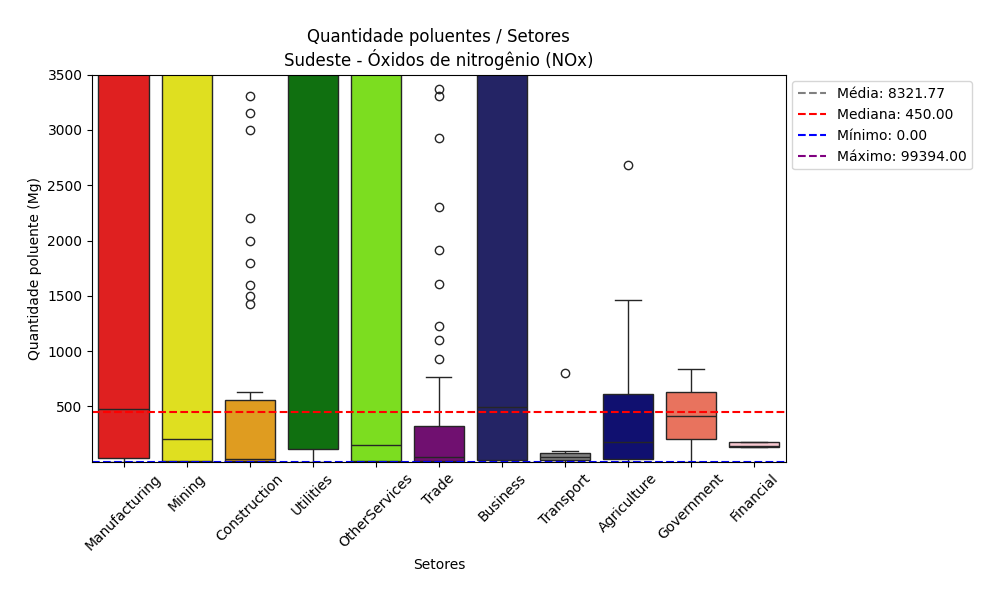 Quantidade poluentes / Setores
Sudeste - Óxidos de nitrogênio (NOx)
Quantidade poluente (Mg)
3500
3000
2500
2000
1500
1000
500
Manufacturing
Mining
Construction
Utilities
OtherServices
Trade
Business
Transport
Agriculture
Government
Financial
Setores
Média: 8321.77
Mediana: 450.00
Mínimo: 0.00
Máximo: 99394.00